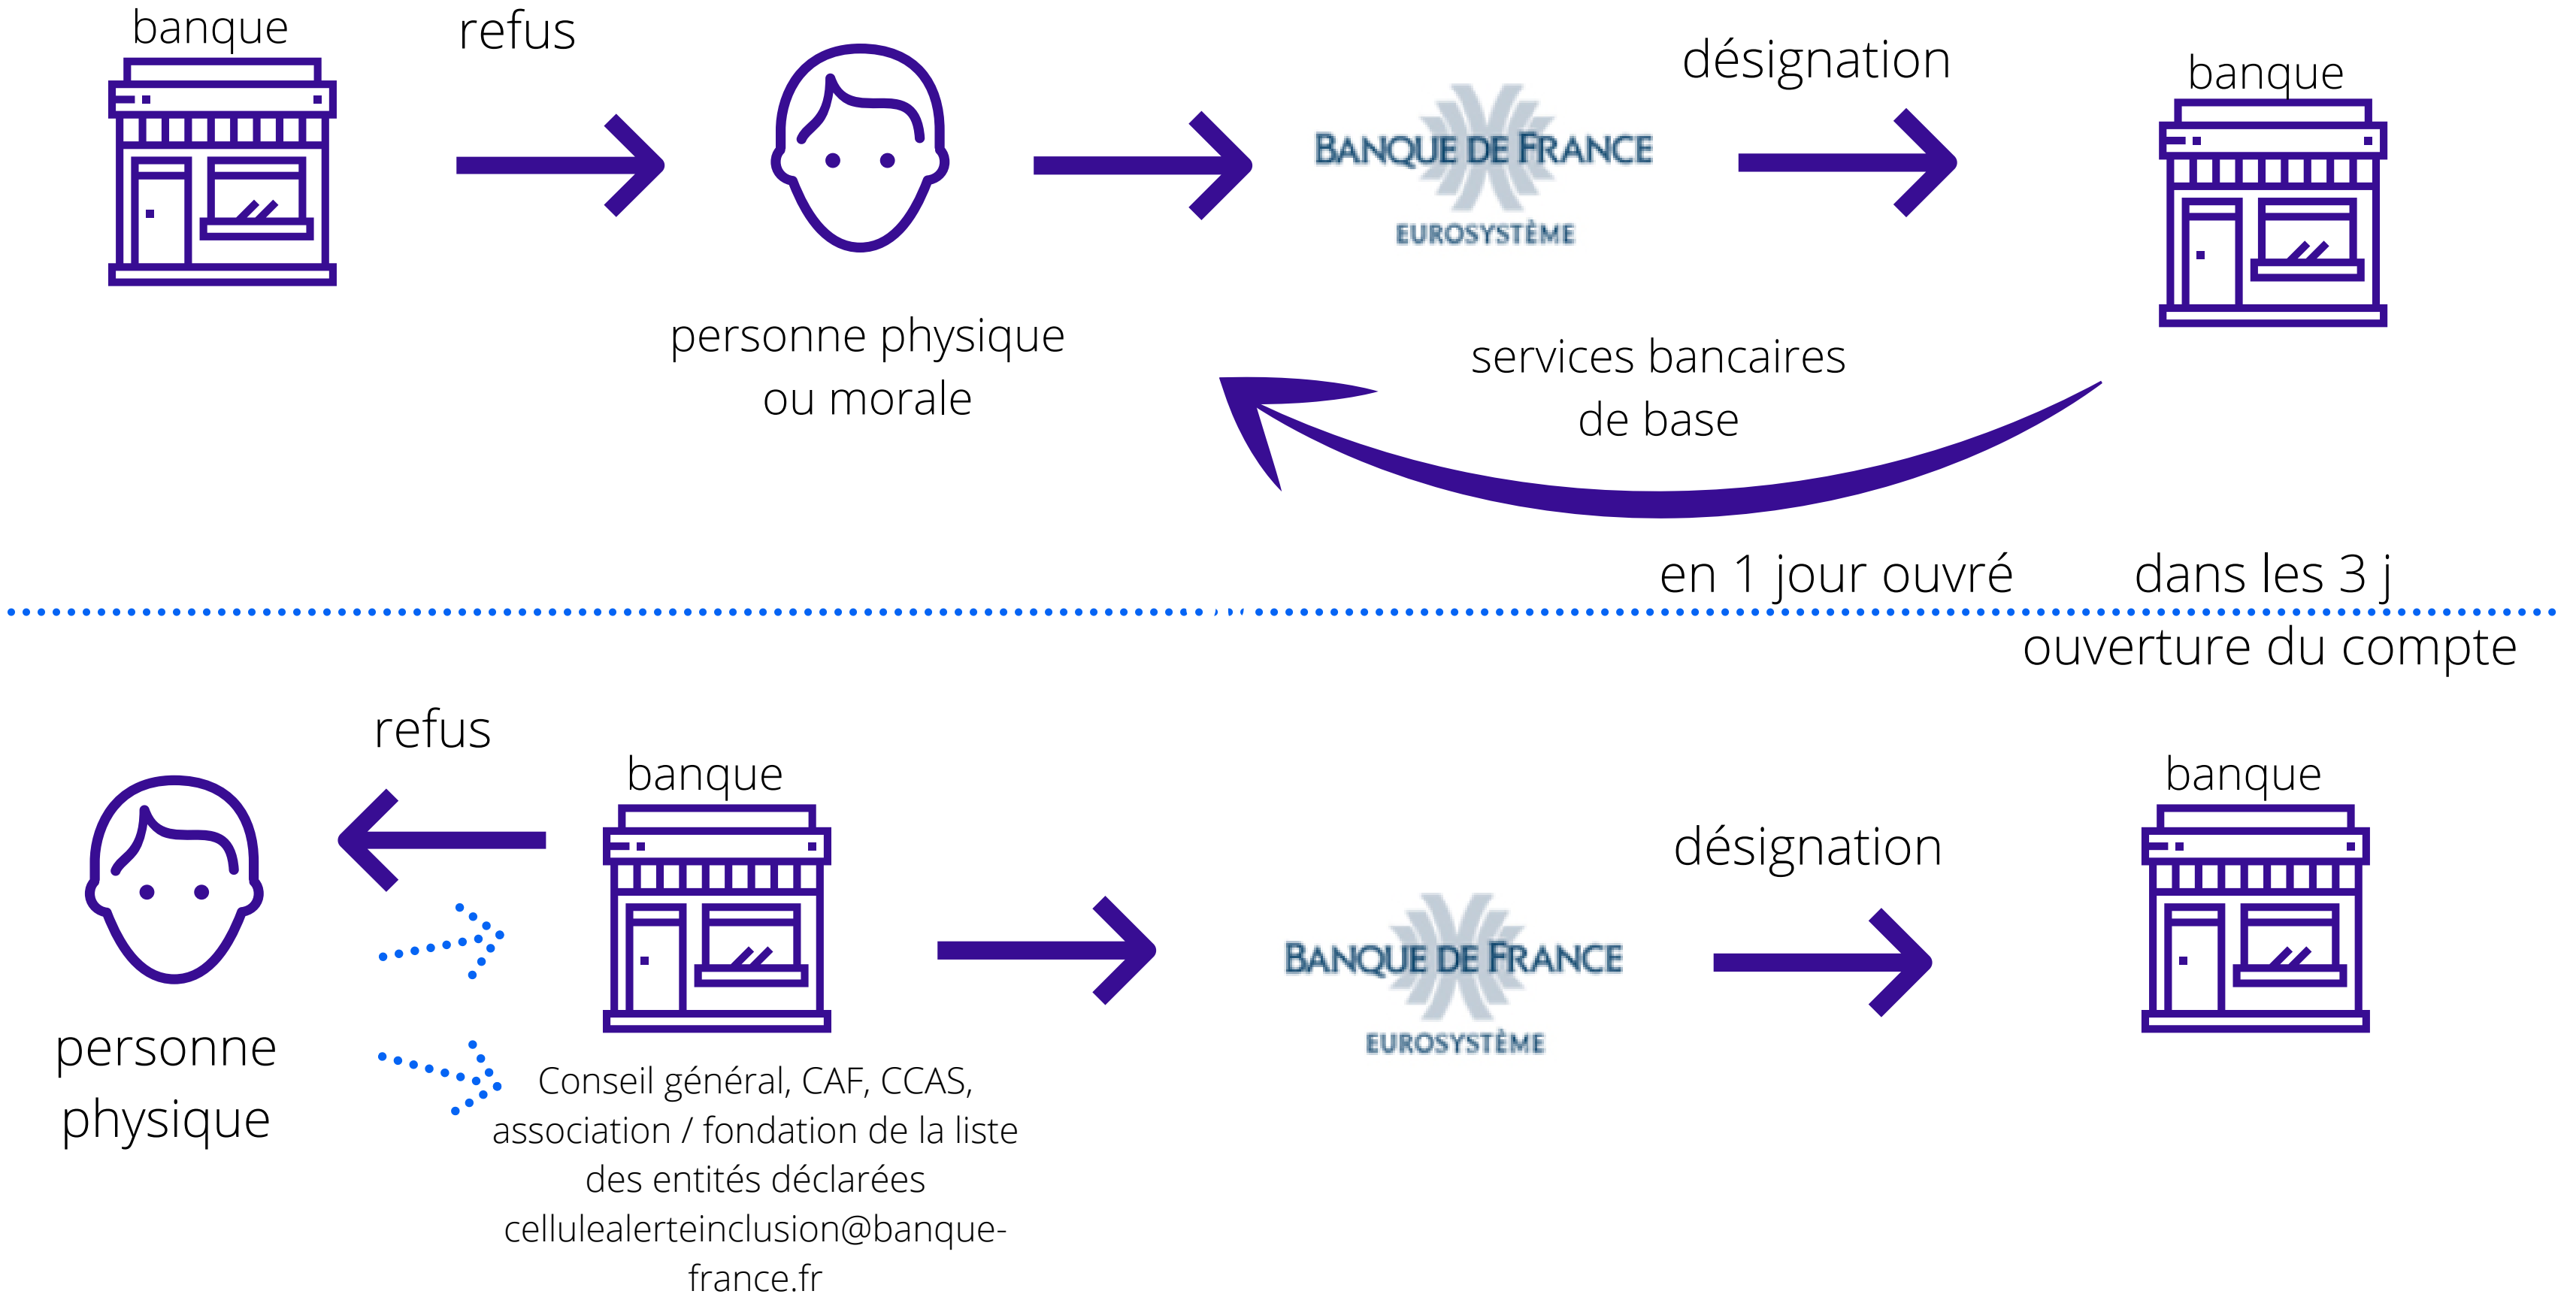 banque
refus
personne physique
ou morale
BANQUE DE FRANCE
EUROSYSTÈME
désignation
banque
services bancaires
de base
en 1 jour ouvré
dans les 3 j
ouverture du compte
refus
personne
physique
banque
Conseil général, CAF, CCAS,
association / fondation de la liste
des entités déclarées
cellulealerteinclusion@banque-
france.fr
BANQUE DE FRANCE
EUROSYSTÈME
désignation
banque